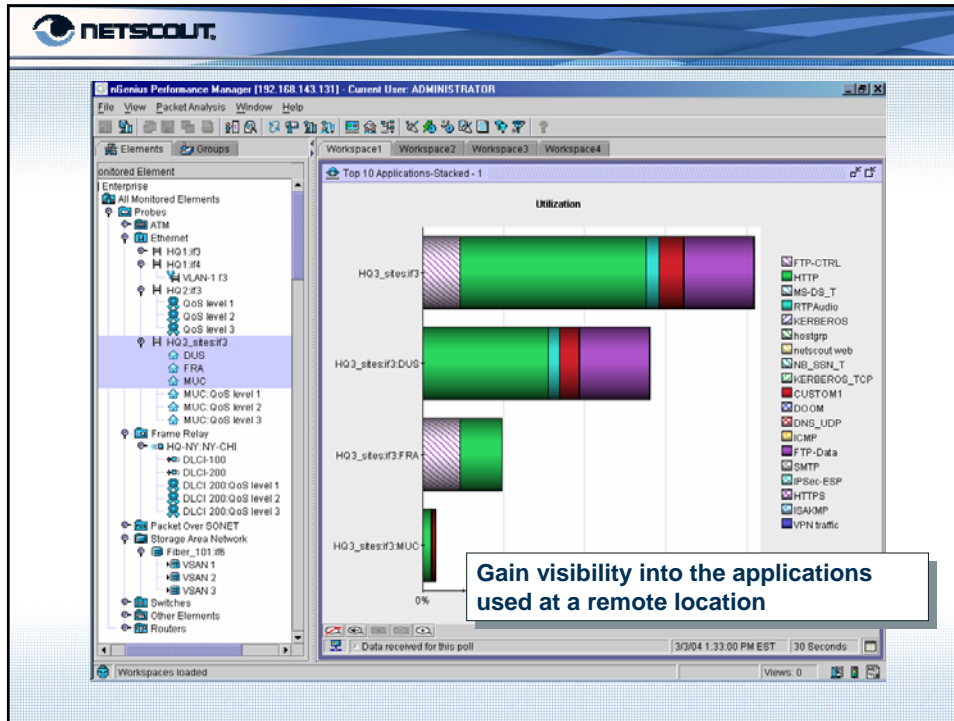 NETSCOUT.
nGenius Performance Manager [192.168.143.131] - Current User: ADMINISTRATOR
File View PacketAnalysis Window Help
Elements Groups
Workspace1 Workspace2 Workspace3 Workspace4
onitored Element
Enterprise
All Monitored Elements
Probes
ATM
Ethernet
HQ1:if3
HQ1:if4
VLAN-1 f3
HQ2:if3
QoS level 1
QoS level 2
QoS level 3
HQ3_sites:if3
DUS
FRA
MUC
MUC:QoS level 1
MUC:QoS level 2
MUC:QoS level 3
Frame Relay
HQ-NY:NY-CHI
DLCI-100
DLCI-200
DLCI 200:QoS level 1
DLCI 200:QoS level 2
DLCI 200:QoS level 3
Packet Over SONET
Storage Area Network
Fiber_101:if6
VSAN 1
VSAN 2
VSAN 3
Switches
Other Elements
Routers
Top 10 Applications-Stacked - 1
Utilization
HQ3_sites:if3
HQ3_sites:if3:DUS
HQ3_sites:if3:FRA
HQ3_sites:if3:MUC
0%
FTP-CTRL
HTTP
MS-DS_T
RTPAudio
KERBEROS
hostgrp
netscout web
NB_SSN_T
KERBEROS_TCP
CUSTOM1
DOOM
DNS_UDP
ICMP
FTP-Data
SMTP
IPSec-ESP
HTTPS
ISAKMP
VPN traffic
Gain visibility into the applications
used at a remote location
Data received for this poll
3/3/04 1:33:00 PM EST
30 Seconds
Workspaces loaded
Views: 0